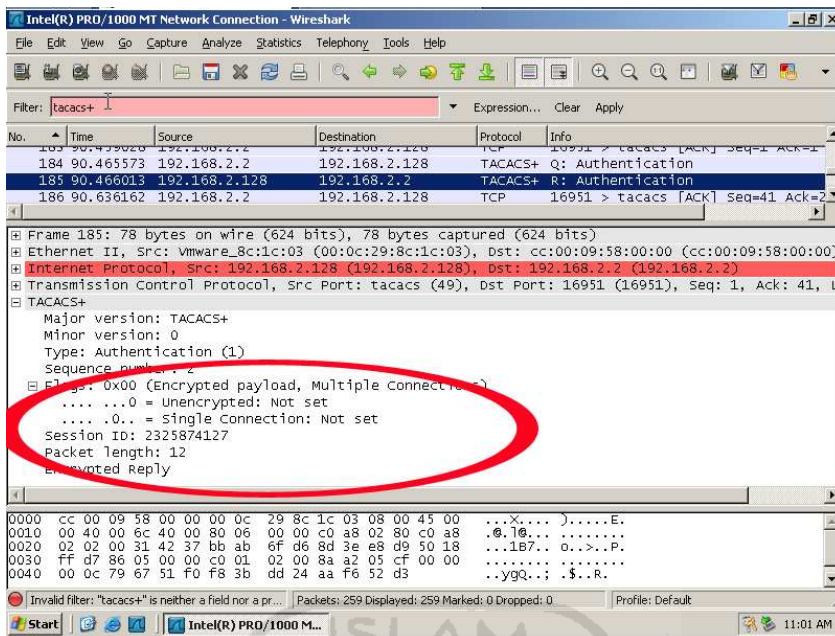 Intel(R) PRO/1000 MT Network Connection - Wireshark
File Edit View Go Capture Analyze Statistics Telephony Tools Help
Filter: tacacs+ Expression... Clear Apply
No. Time Source Destination Protocol Info
184 90.465573 192.168.2.2 192.168.2.128 TACACS+ Q: Authentication
185 90.466013 192.168.2.128 192.168.2.2 TACACS+ R: Authentication
186 90.636162 192.168.2.2 192.168.2.128 TCP 16951 > tacacs [ACK] Seq=41 Ack=2
Frame 185: 78 bytes on wire (624 bits), 78 bytes captured (624 bits)
Ethernet II, Src: Vmware_8c:1c:03 (00:0c:29:8c:1c:03), Dst: cc:00:09:58:00:00 (cc:00:09:58:00:00)
Internet Protocol, Src: 192.168.2.128 (192.168.2.128), Dst: 192.168.2.2 (192.168.2.2)
Transmission Control Protocol, Src Port: tacacs (49), Dst Port: 16951 (16951), Seq: 1, Ack: 41, L
TACACS+
Major version: TACACS+
Minor version: 0
Type: Authentication (1)
Sequence number: 2
Flags: 0x00 (Encrypted payload, Multiple Connections)
.... ...0 = Unencrypted: Not set
.... .0.. = Single Connection: Not set
Session ID: 2325874127
Packet length: 12
Encrypted Reply
0000 cc 00 09 58 00 00 00 0c 29 8c 1c 03 08 00 45 00 ...X.... ).....E.
0010 00 40 00 6c 40 00 80 06 00 00 c0 a8 02 80 c0 a8 .@.l@... ........
0020 02 02 00 31 42 37 bb ab 6f d6 8d 3e e8 d9 50 18 ...1B7.. o..>..P.
0030 ff d7 86 05 00 00 c0 01 02 00 8a a2 05 cf 00 00 ........ ........
0040 00 0c 79 67 51 f0 f8 3b dd 24 aa f6 52 d3 ..ygQ..; .$..R.
Invalid filter: "tacacs+" is neither a field nor a pr... Packets: 259 Displayed: 259 Marked: 0 Dropped: 0 Profile: Default
Start Intel(R) PRO/1000 M... 11:01 AM